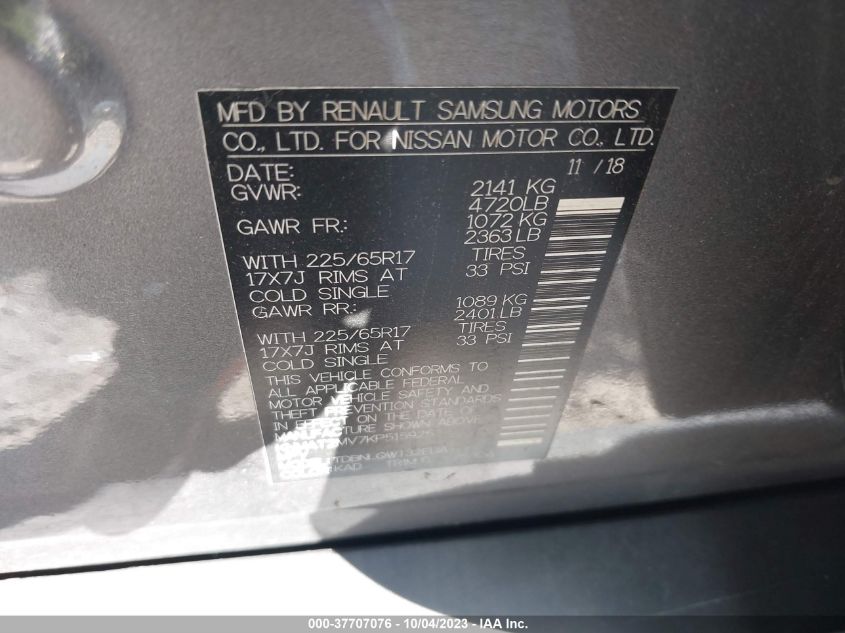 MFD BY RENAULT SAMSUNG MOTORS
CO., LTD. FOR NISSAN MOTOR CO., LTD.
DATE: 11 / 18
GVWR: 2141 KG
4720LB
GAWR FR.: 1072 KG
2363 LB
WITH 225/65R17 TIRES
17X7J RIMS AT 33 PSI
COLD SINGLE
GAWR RR.: 1089 KG
2401 LB
WITH 225/65R17 TIRES
17X7J RIMS AT 33 PSI
COLD SINGLE
THIS VEHICLE CONFORMS TO
ALL APPLICABLE FEDERAL
MOTOR VEHICLE SAFETY AND
THEFT PREVENTION STANDARDS
IN EFFECT ON THE DATE OF
MANUFACTURE SHOWN ABOVE.
KAD TRIM:
000-37707076 - 10/04/2023 - IAA Inc.